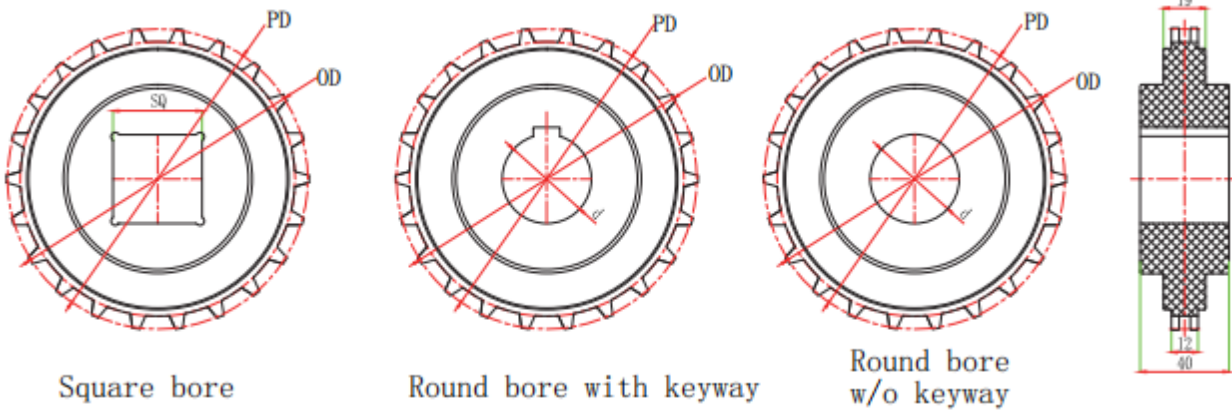 PD
OD
SQ
PD
OD
d
PD
OD
d
19
12
40
Square bore
Round bore with keyway
Round bore
w/o keyway